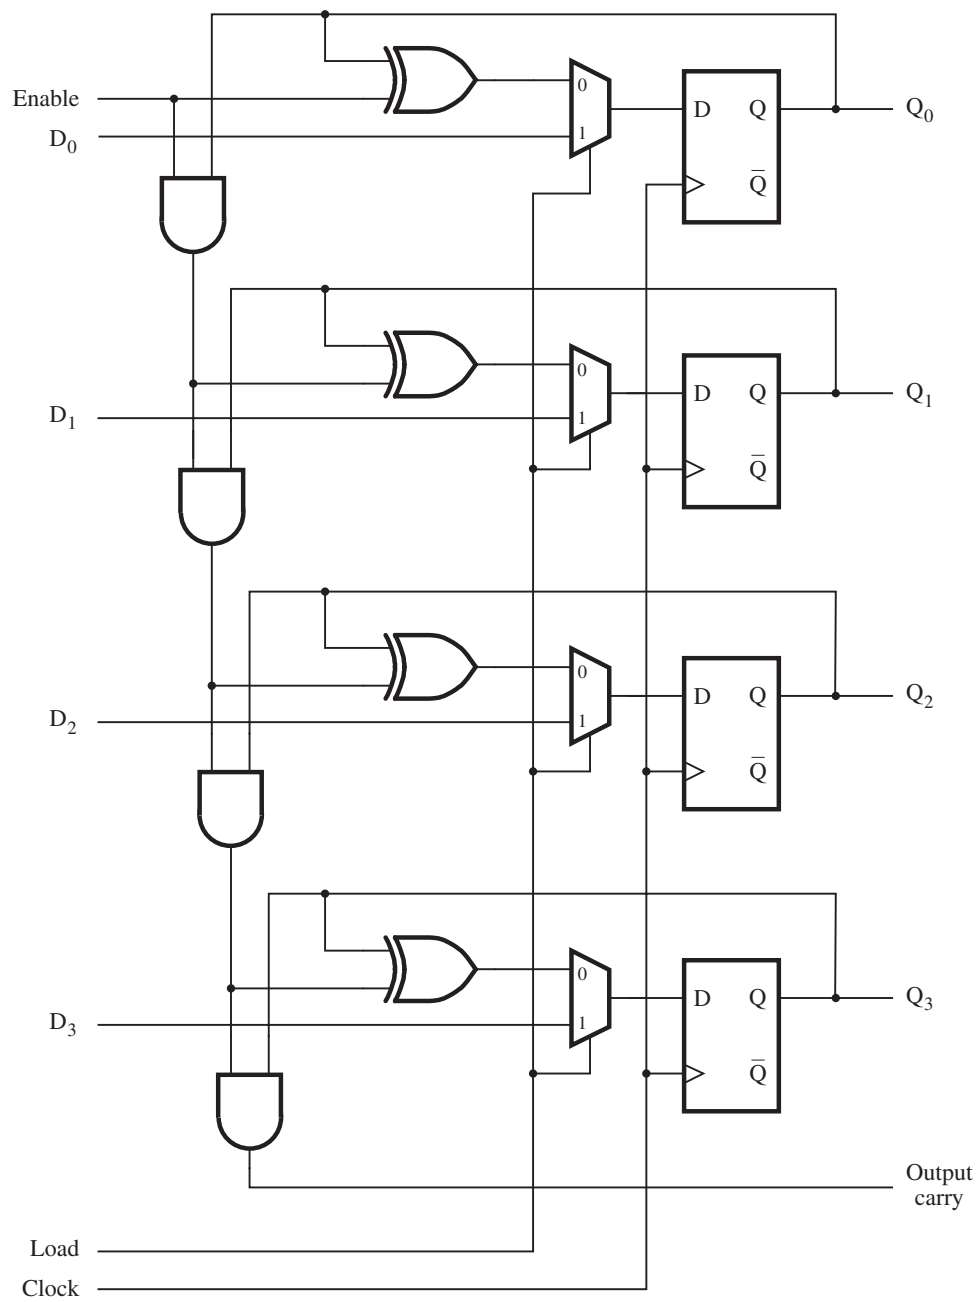 Enable
D0
0
1
D Q
Q̅
Q0
D1
0
1
D Q
Q̅
Q1
D2
0
1
D Q
Q̅
Q2
D3
0
1
D Q
Q̅
Q3
Output
carry
Load
Clock